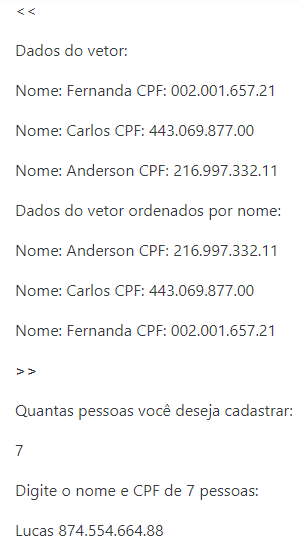 <<
Dados do vetor:
Nome: Fernanda CPF: 002.001.657.21
Nome: Carlos CPF: 443.069.877.00
Nome: Anderson CPF: 216.997.332.11
Dados do vetor ordenados por nome:
Nome: Anderson CPF: 216.997.332.11
Nome: Carlos CPF: 443.069.877.00
Nome: Fernanda CPF: 002.001.657.21
>>
Quantas pessoas você deseja cadastrar:
7
Digite o nome e CPF de 7 pessoas:
Lucas 874.554.664.88